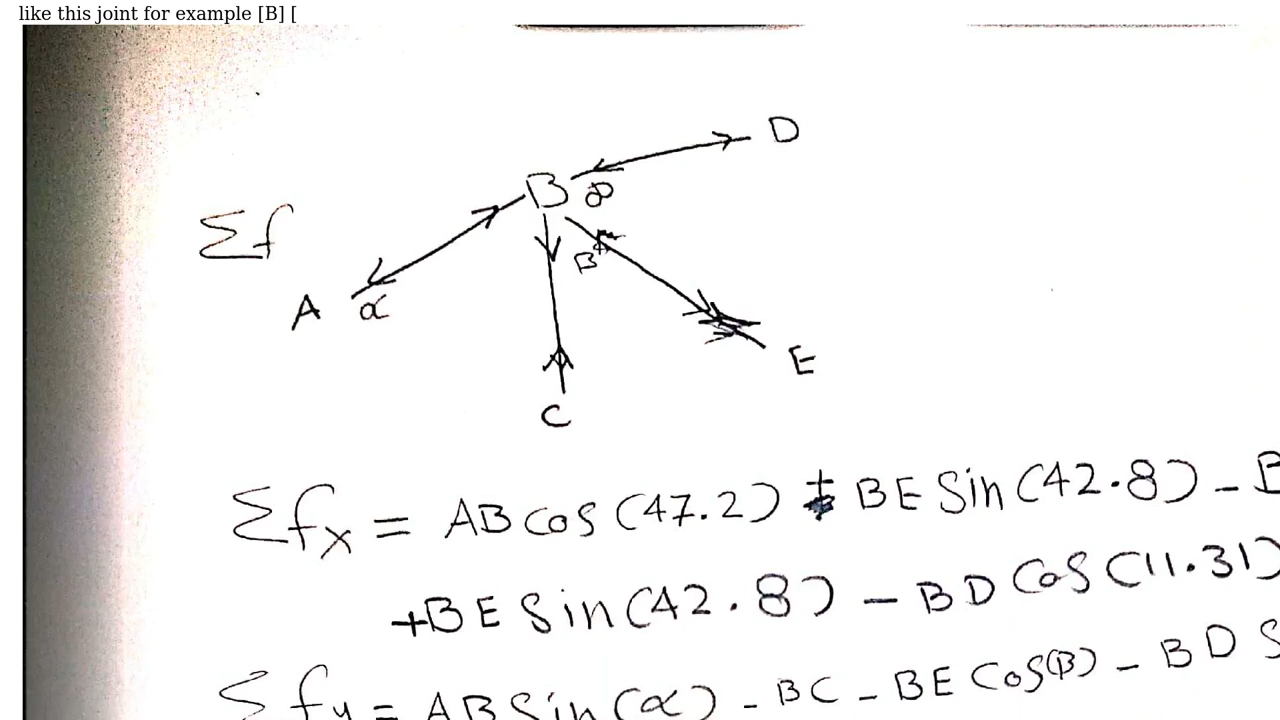 like this joint for example [B] [
D
B
Σf
B
A
α
E
C
Σfx = AB cos (47.2) + BE Sin (42.8) -
+BE Sin (42.8) - BD Cos (11.31)
Σfy = AB Sin (α) - BC - BE Cos(B) - BD S